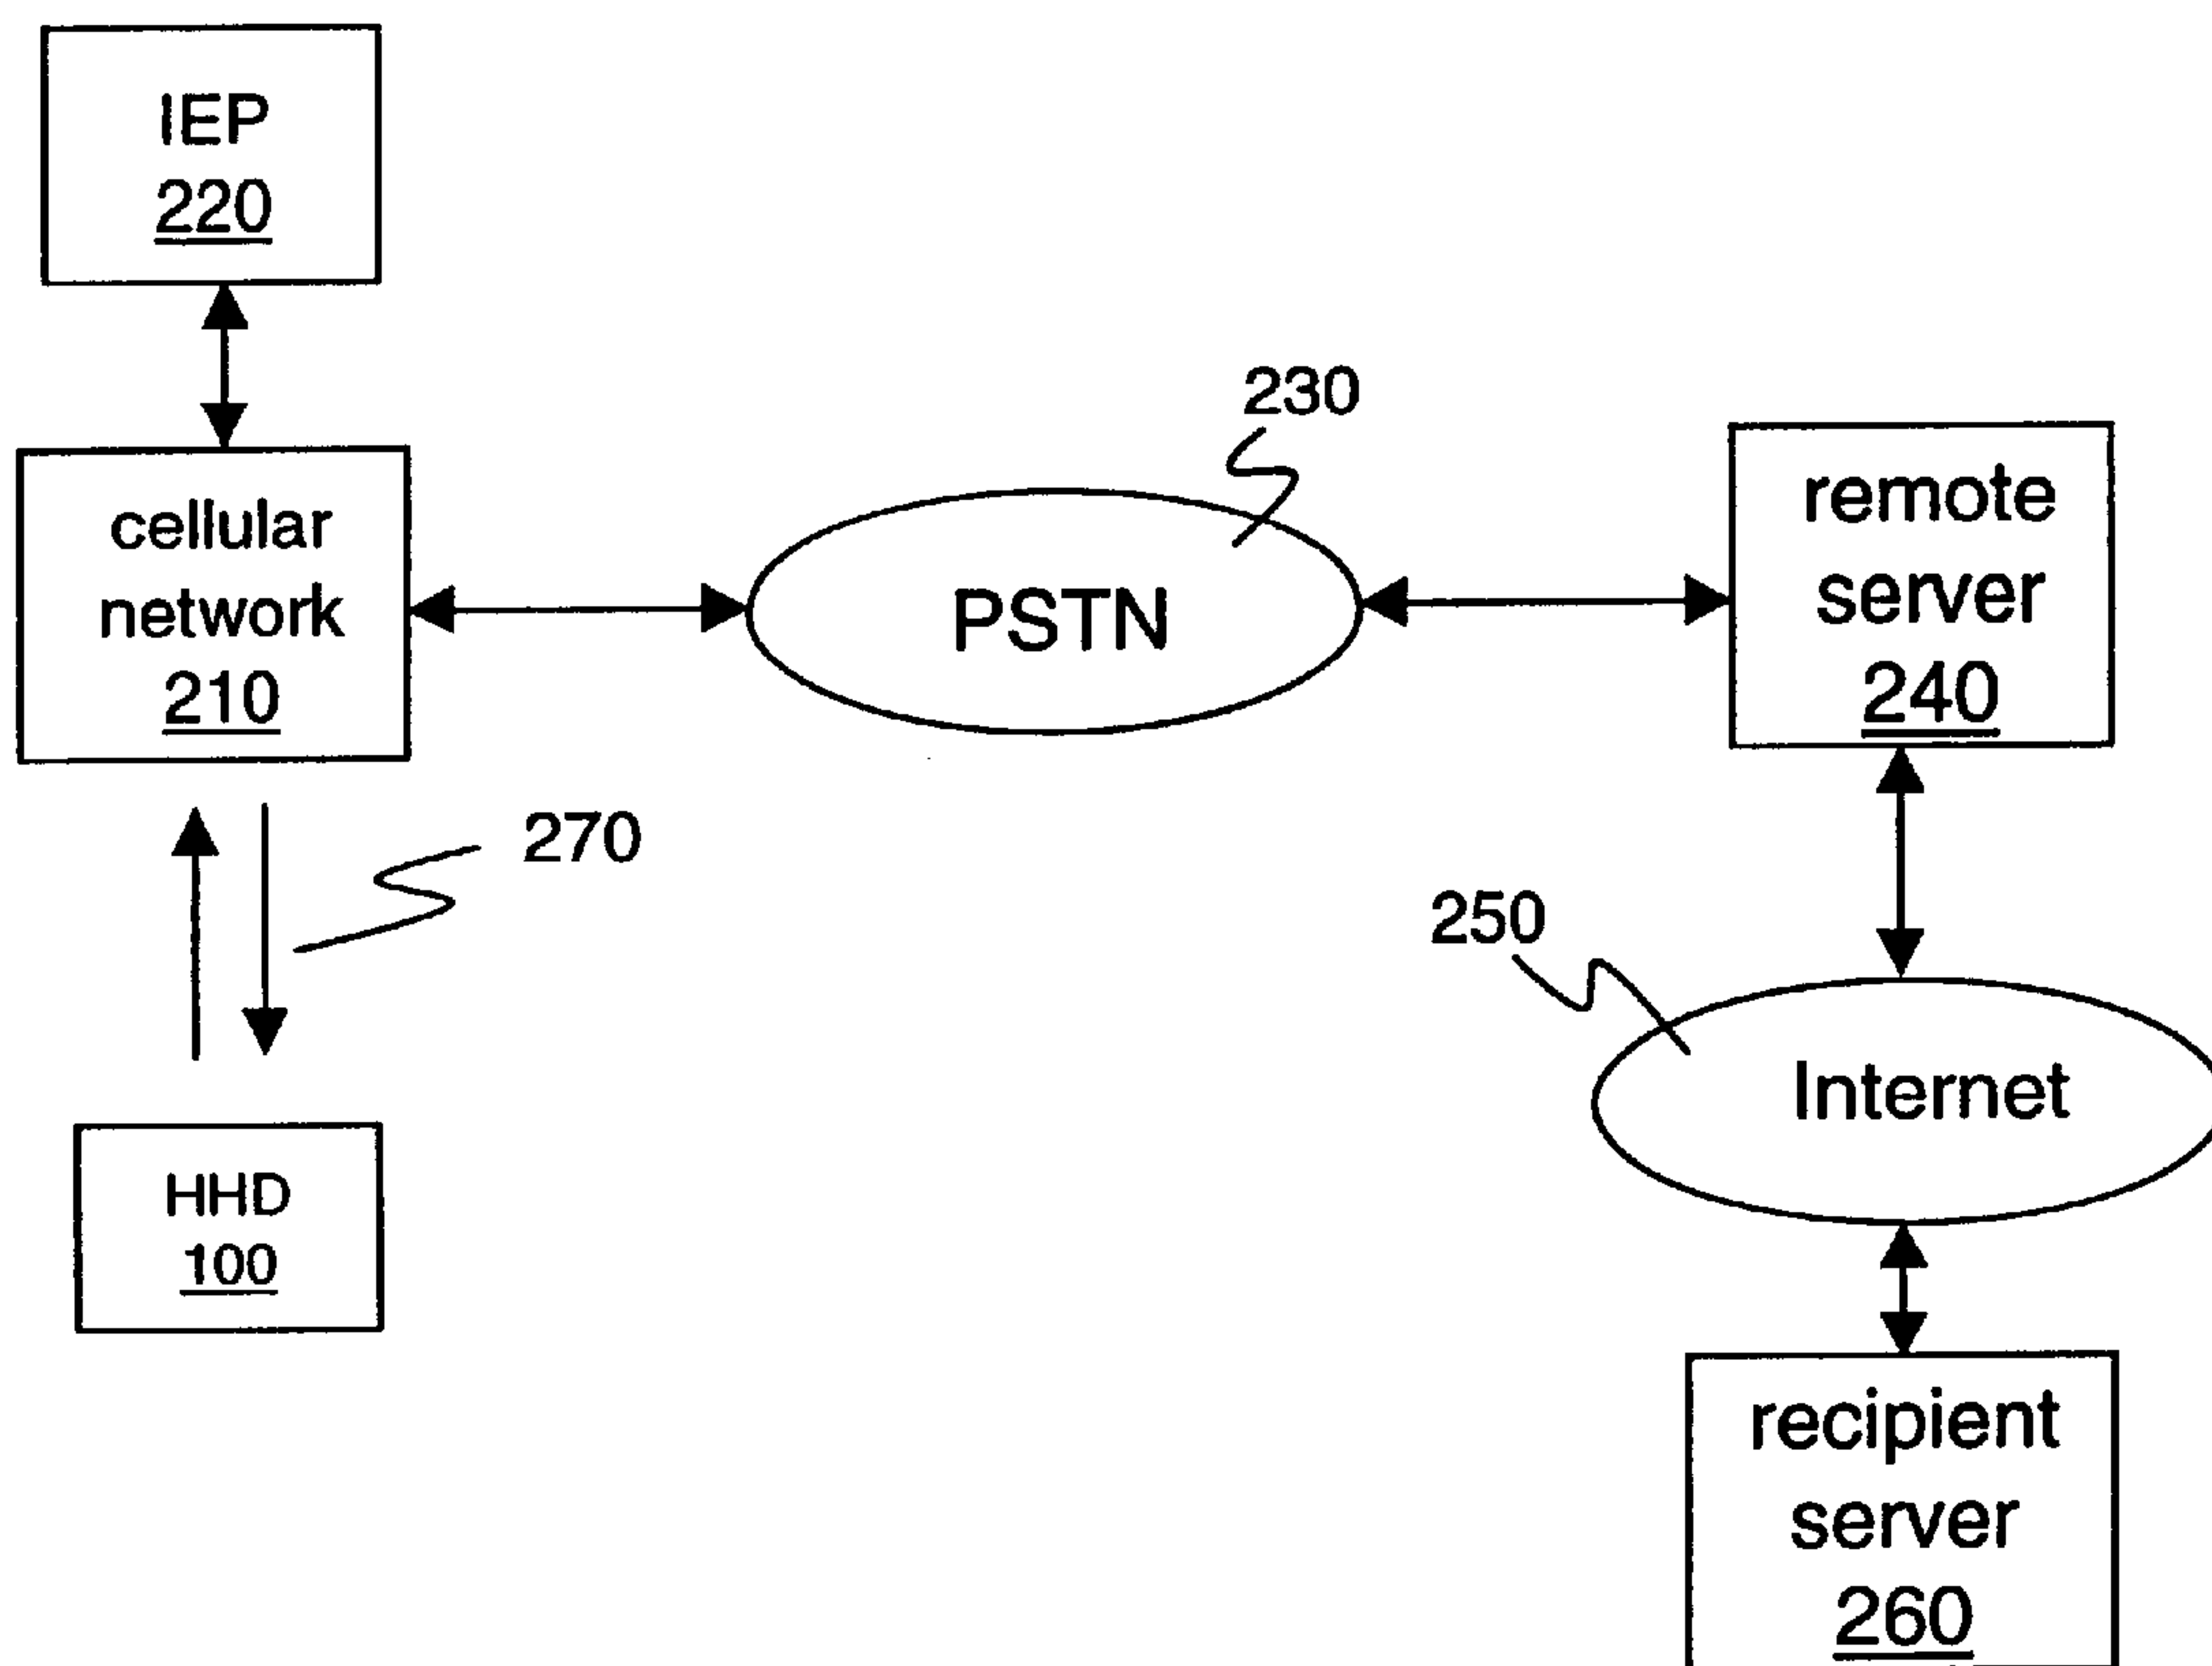 IEP
220
cellular
network
210
230
PSTN
remote
server
240
270
250
Internet
HHD
100
recipient
server
260